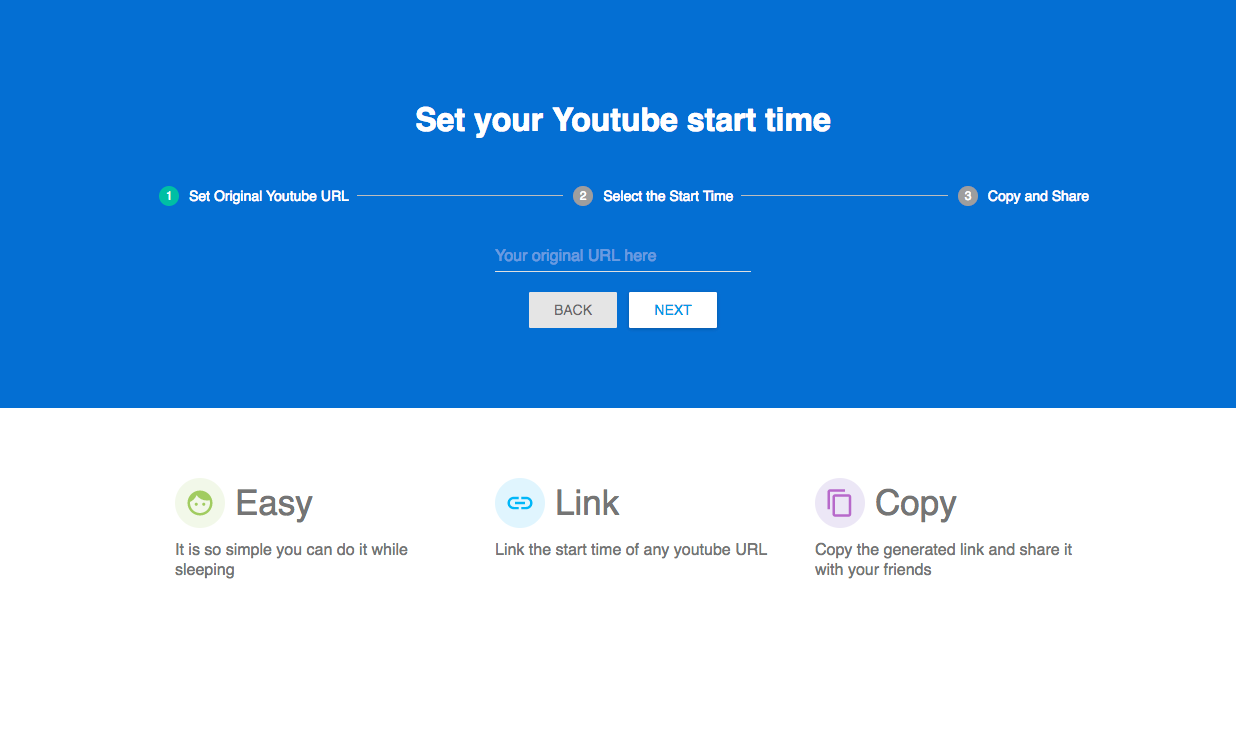 Set your Youtube start time
1 Set Original Youtube URL 2 Select the Start Time 3 Copy and Share
Your original URL here
BACK NEXT
Easy
It is so simple you can do it while
sleeping
Link
Link the start time of any youtube URL
Copy
Copy the generated link and share it
with your friends